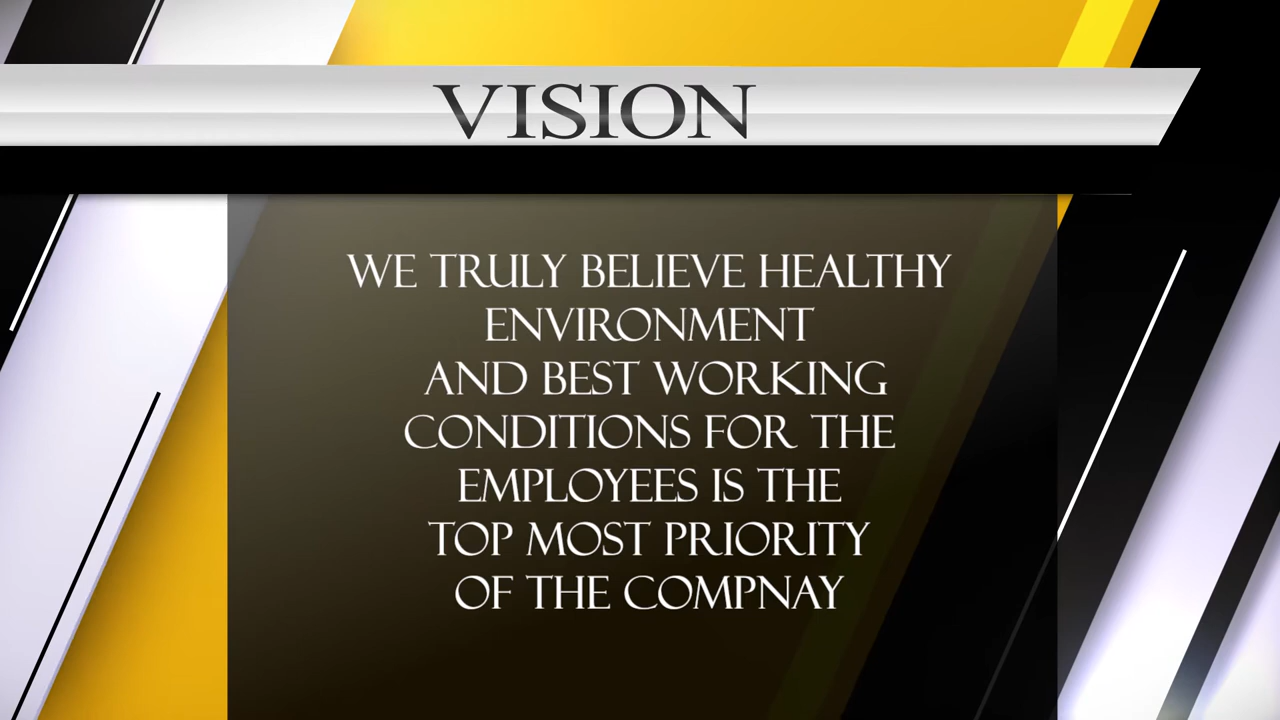 VISION
WE TRULY BELIEVE HEALTHY
ENVIRONMENT
AND BEST WORKING
CONDITIONS FOR THE
EMPLOYEES IS THE
TOP MOST PRIORITY
OF THE COMPNAY